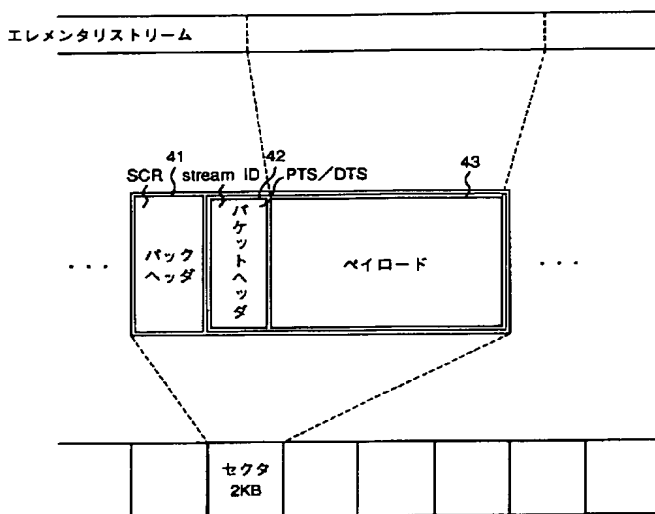 エレメンタリストリーム
41 42 43
SCR stream ID PTS/DTS
・・・ パック
ヘッダ
パケットヘッダ
ペイロード ・・・
セクタ
2KB